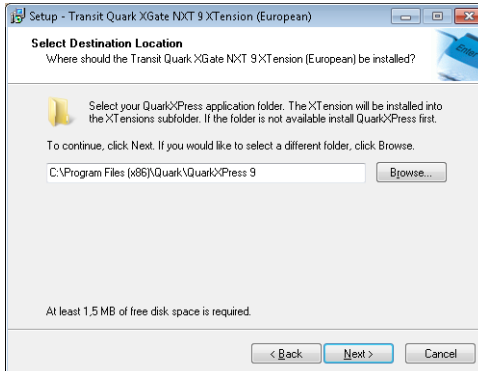 Setup - Transit Quark XGate NXT 9 XTension (European)
Select Destination Location
Where should the Transit Quark XGate NXT 9 XTension (European) be installed?
Enter
Select your QuarkXPress application folder. The XTension will be installed into
the XTensions subfolder. If the folder is not available install QuarkXPress first.
To continue, click Next. If you would like to select a different folder, click Browse.
C:\Program Files (x86)\Quark\QuarkXPress 9
Browse...
At least 1,5 MB of free disk space is required.
< Back
Next >
Cancel